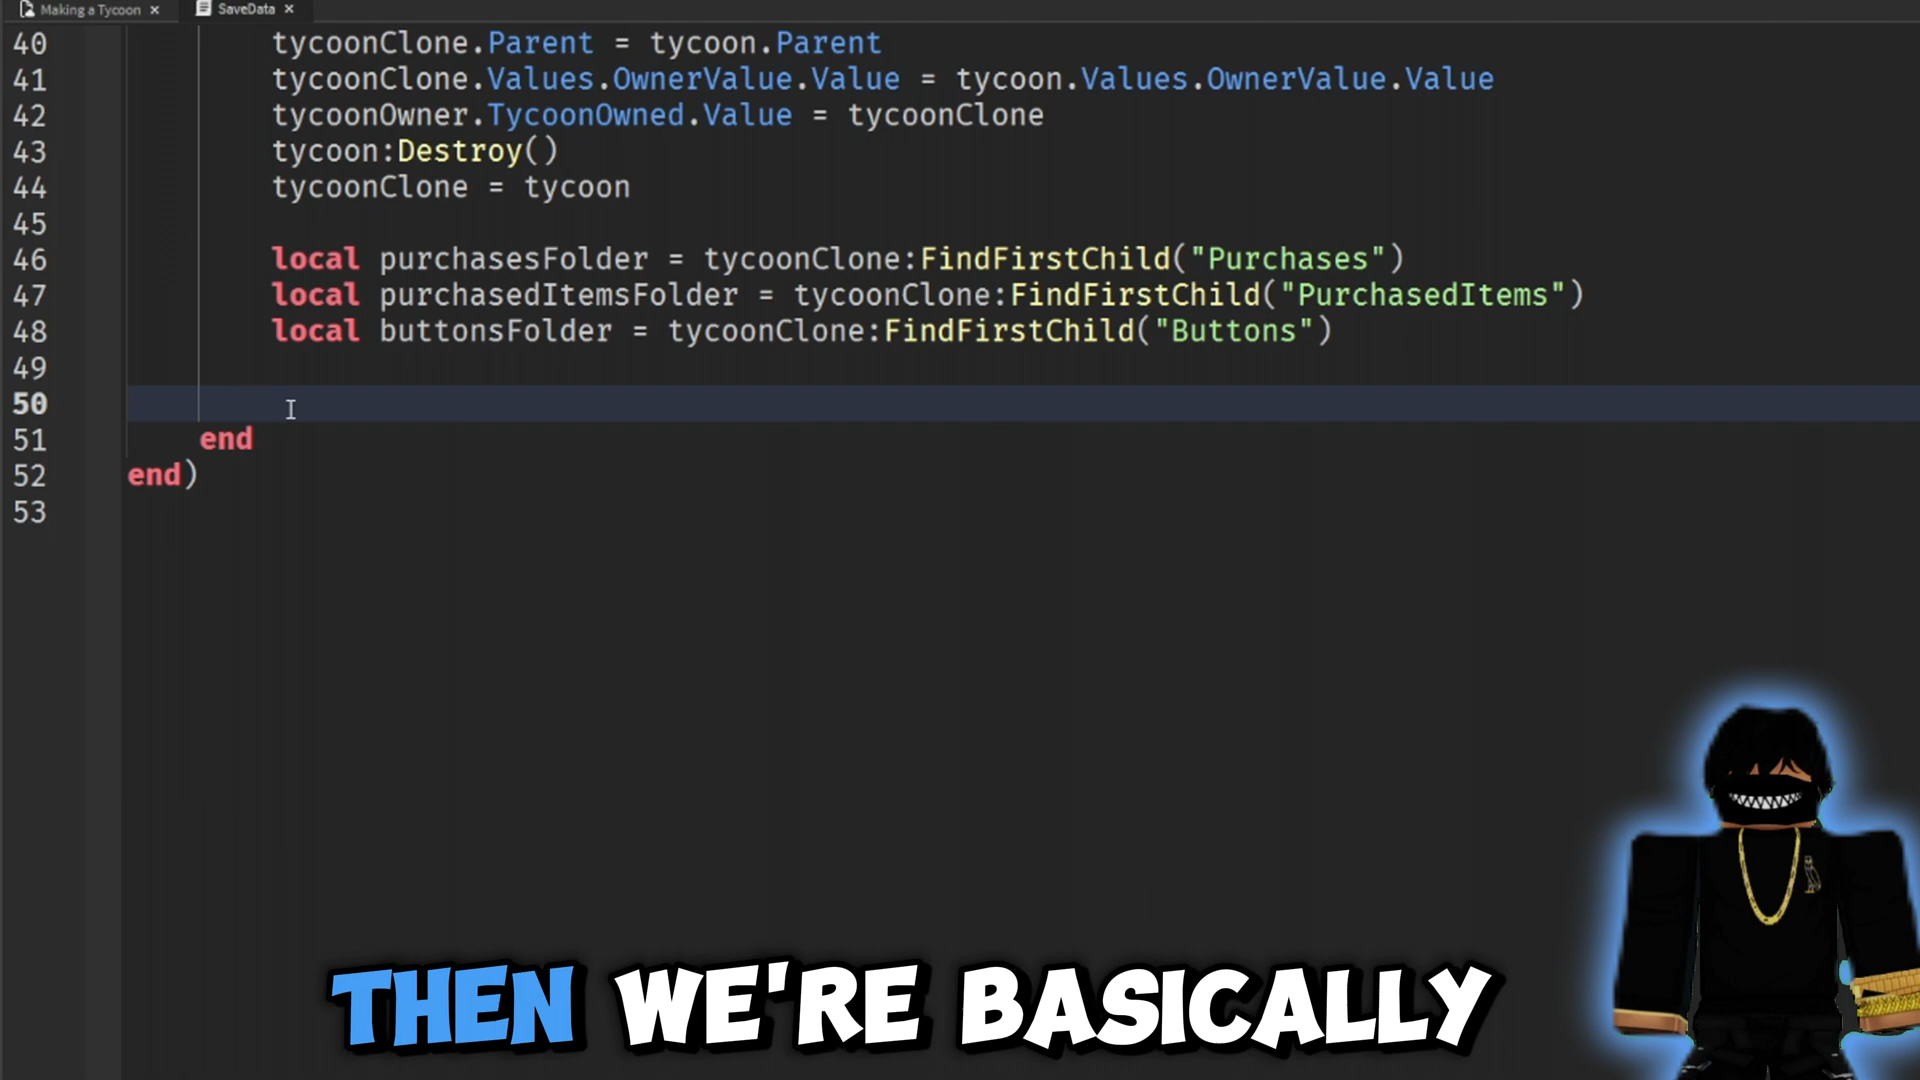 Making a Tycoon ×
SaveData ×
40 tycoonClone.Parent = tycoon.Parent
41 tycoonClone.Values.OwnerValue.Value = tycoon.Values.OwnerValue.Value
42 tycoonOwner.TycoonOwned.Value = tycoonClone
43 tycoon:Destroy()
44 tycoonClone = tycoon
45
46 local purchasesFolder = tycoonClone:FindFirstChild("Purchases")
47 local purchasedItemsFolder = tycoonClone:FindFirstChild("PurchasedItems")
48 local buttonsFolder = tycoonClone:FindFirstChild("Buttons")
49
50
51 end
52 end)
53
THEN WE'RE BASICALLY